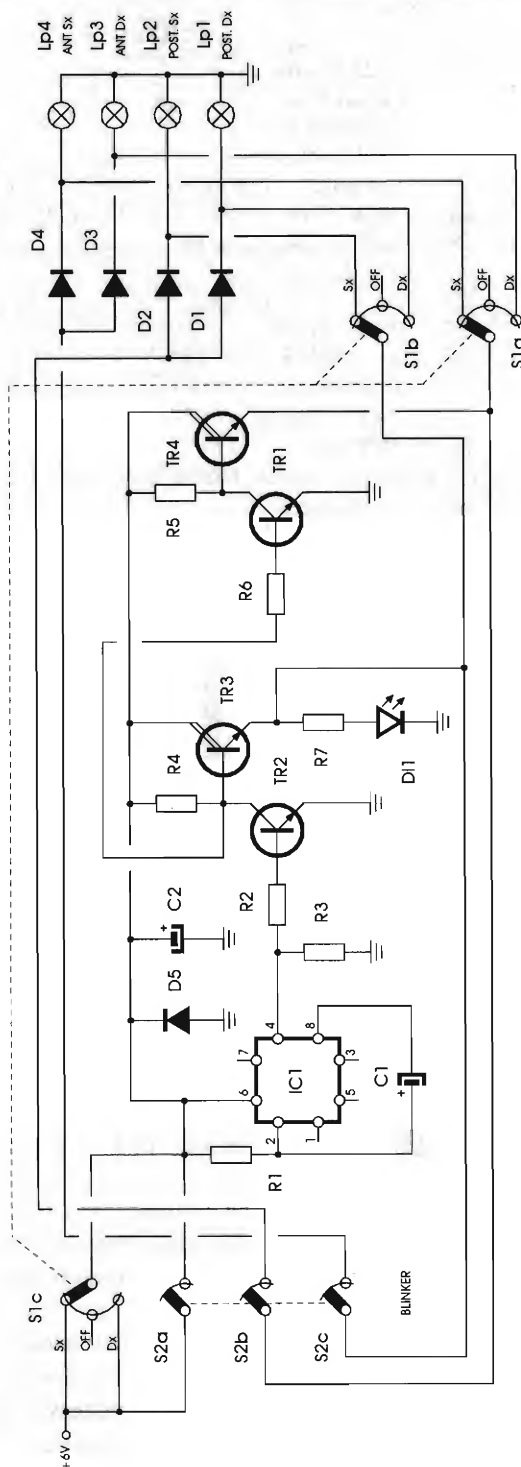 Lp4
ANT Sx
Lp3
ANT Dx
Lp2
POST. Sx
Lp1
POST. Dx
D4
D3
D2
D1
Sx
OFF
Dx
S1b
Sx
OFF
Dx
S1a
TR4
R5
TR1
R6
TR3
R4
TR2
R7
DI1
C2
+
D5
R2
R3
IC1
6
7
4
2
1
5
3
8
R1
C1
+
S1c
Sx
OFF
Dx
+6V
S2a
S2b
S2c
BLINKER